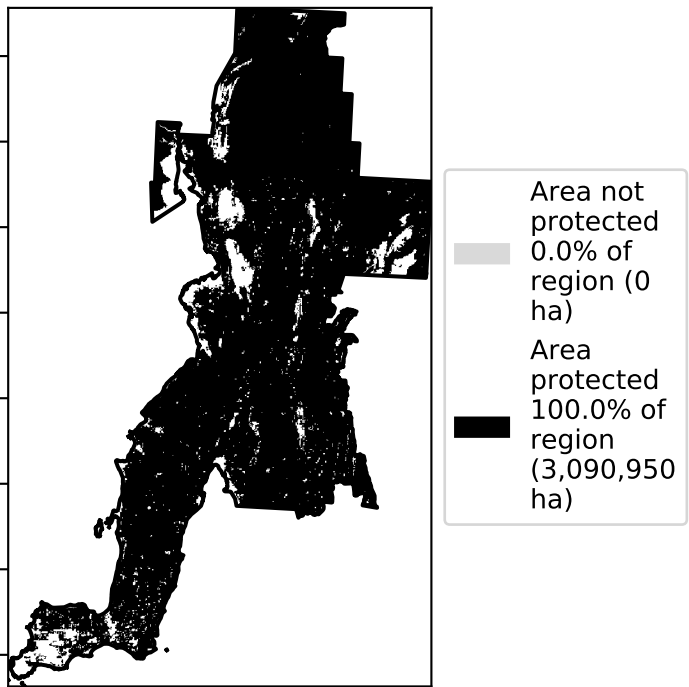 Area not
protected
0.0% of
region (0
ha)
Area
protected
100.0% of
region
(3,090,950
ha)